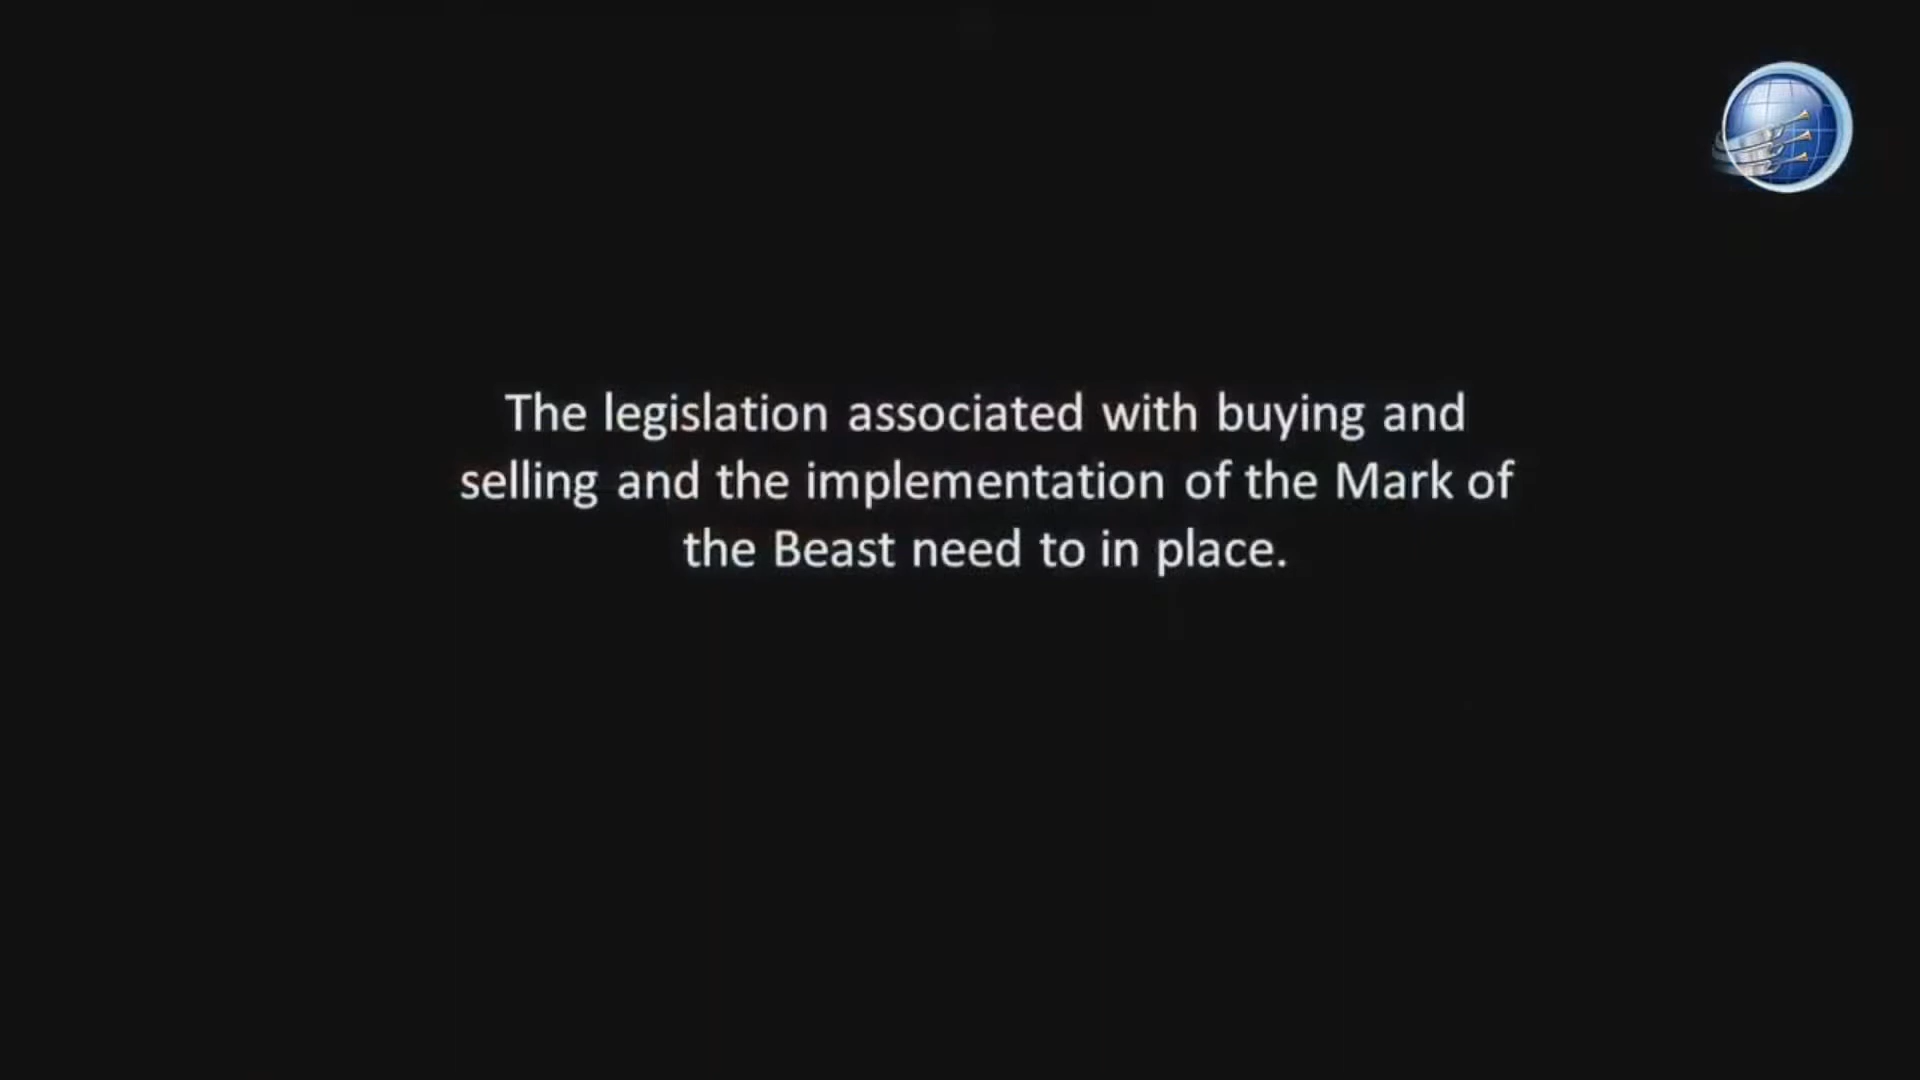 The legislation associated with buying and
selling and the implementation of the Mark of
the Beast need to in place.